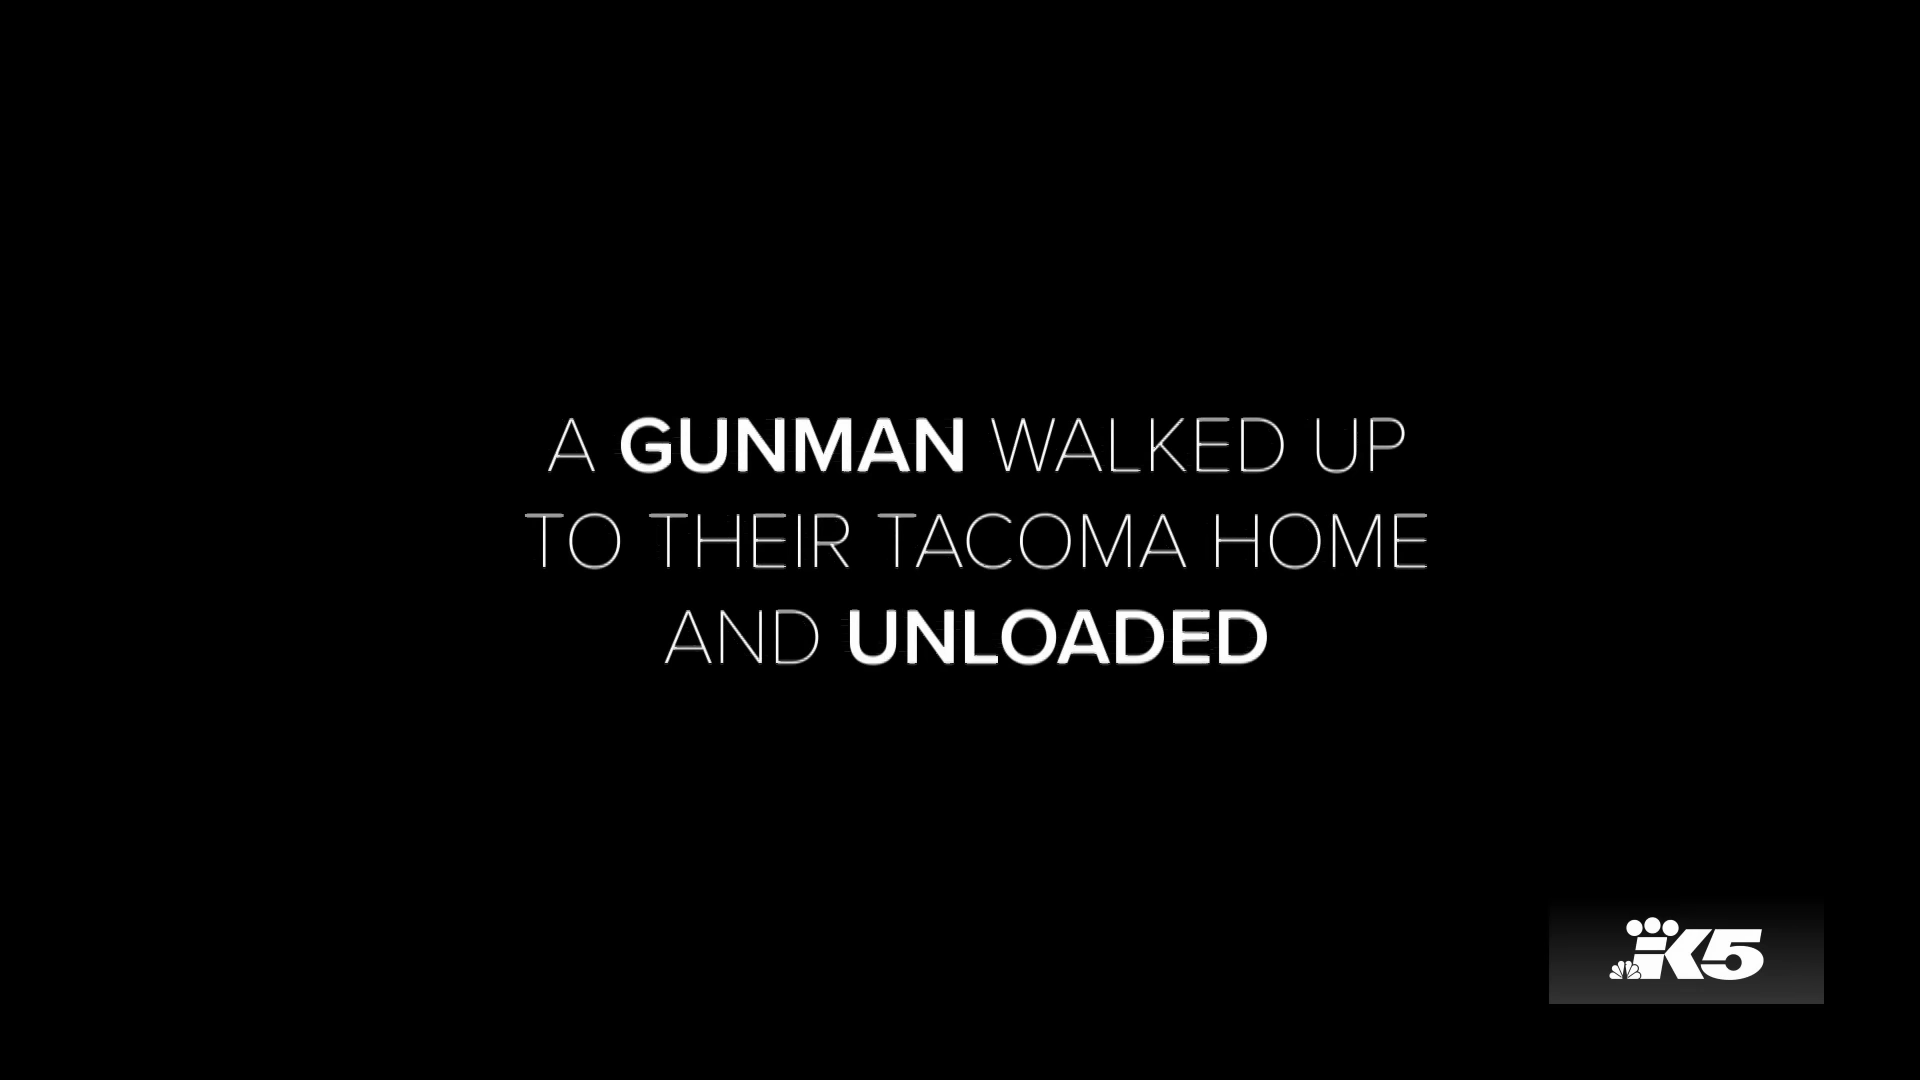 A GUNMAN WALKED UP
TO THEIR TACOMA HOME
AND UNLOADED
K5